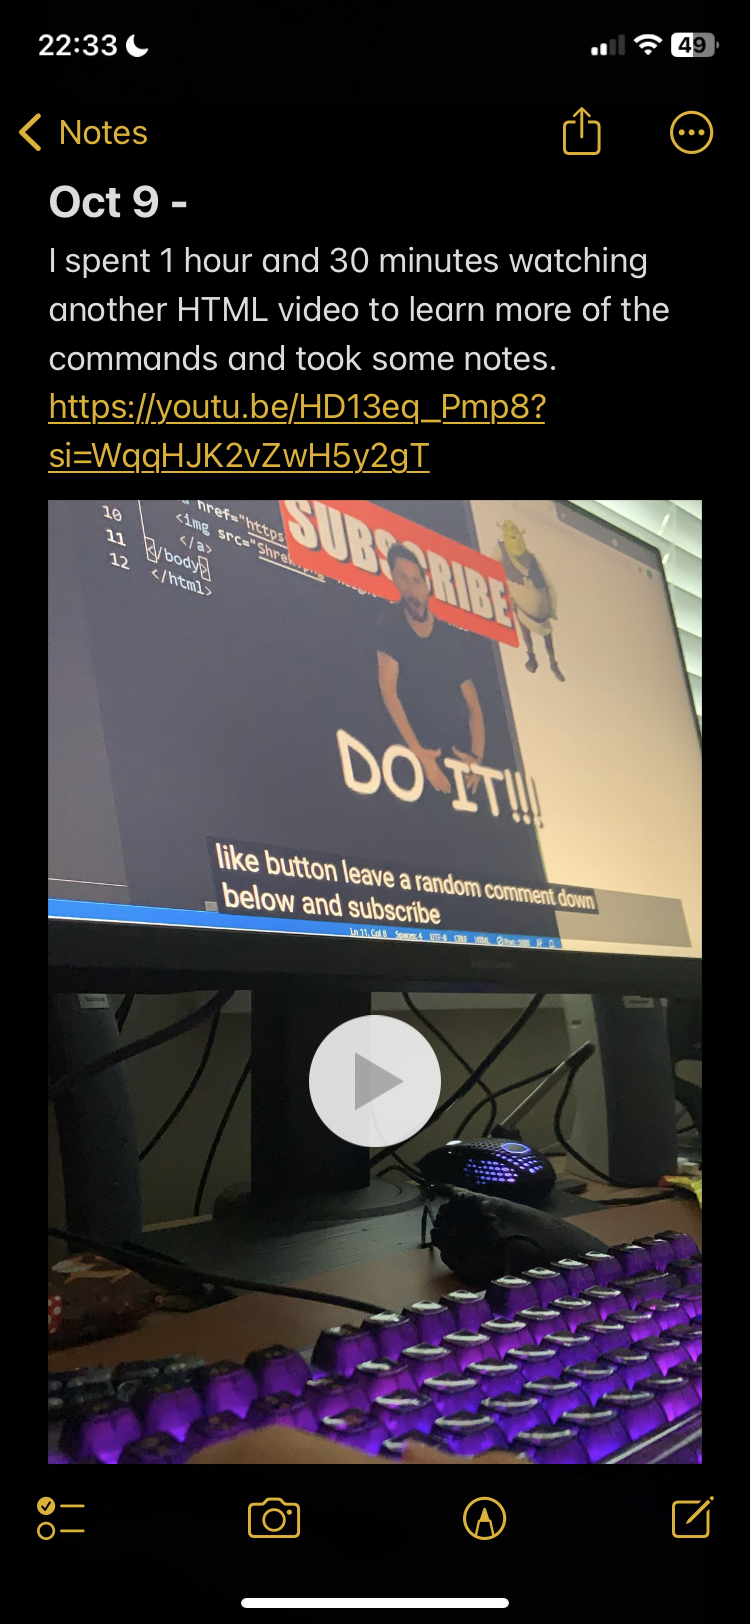 22:33
49
Notes
Oct 9 -
I spent 1 hour and 30 minutes watching
another HTML video to learn more of the
commands and took some notes.
https://youtu.be/HD13eq_Pmp8?
si=WqqHJK2vZwH5y2gT
10
href="https
11
<img src="Shrek
12
</a>
</body>
</html>
SUBSCRIBE
DO IT!!!
like button leave a random comment down
below and subscribe
Ln 11, Col 8 Spaces: 4 UTF-8 CRLF HTML